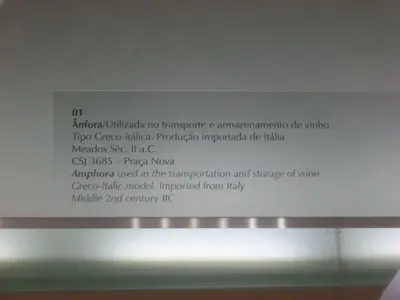 01
Ânfora/Utilizada no transporte e armazenamento de vinho.
Tipo Greco-itálica. Produção importada de Itália
Meados Séc. II a.C.
CSJ 3685 – Praça Nova
Amphora used in the transportation and storage of wine
Greco-Italic model. Imported from Italy
Middle 2nd century BC